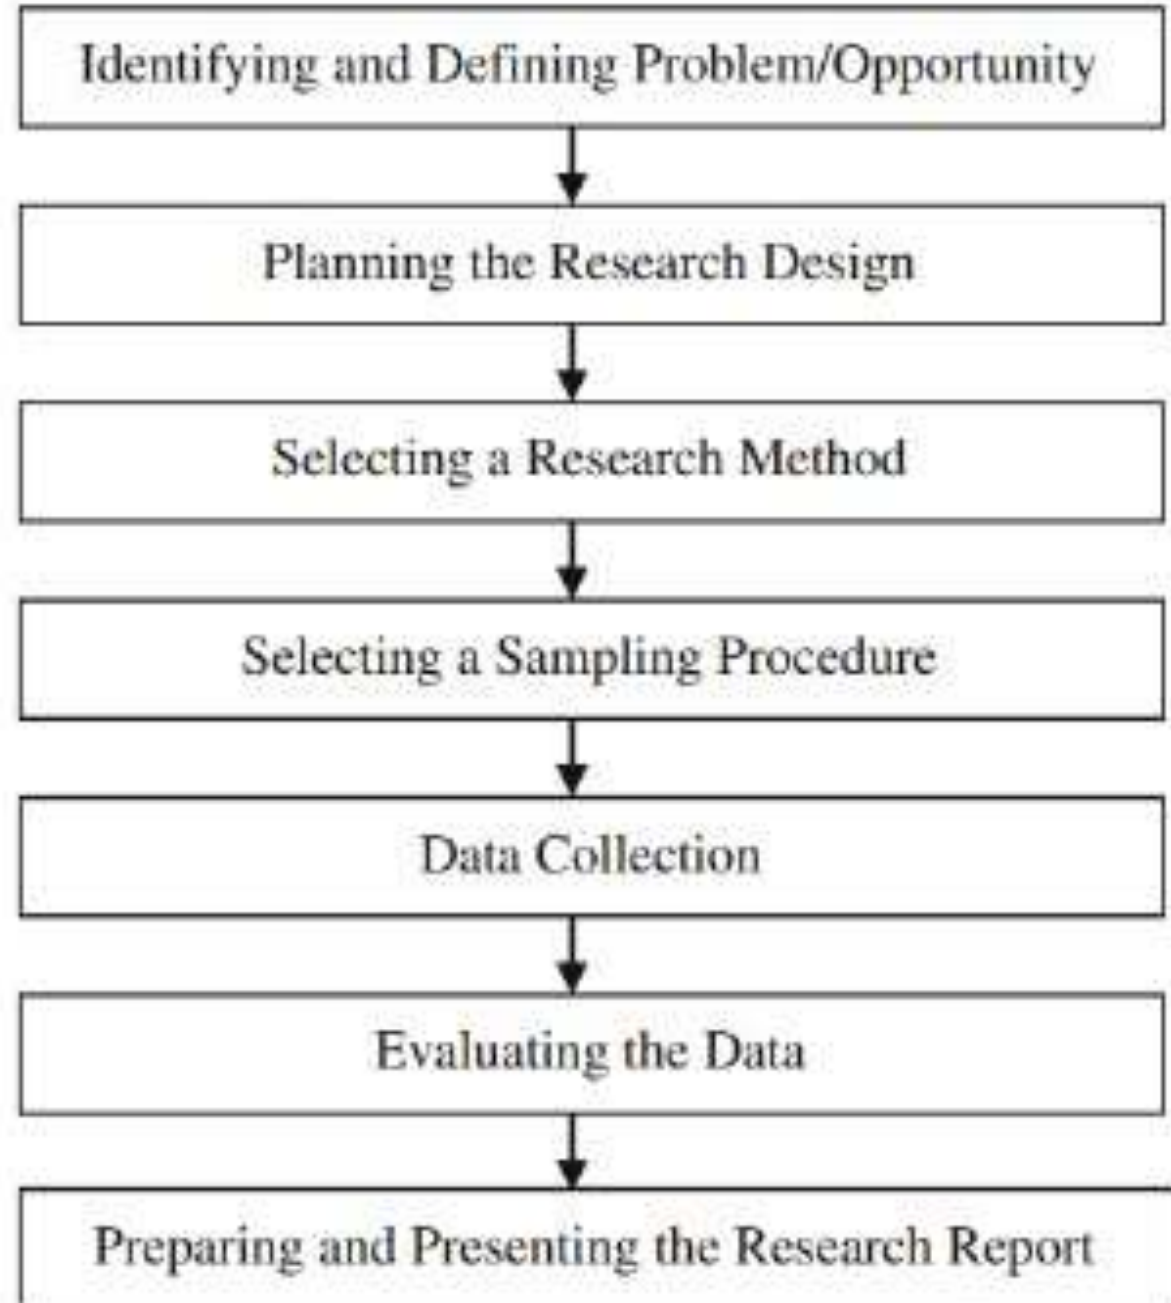 Identifying and Defining Problem/Opportunity
Planning the Research Design
Selecting a Research Method
Selecting a Sampling Procedure
Data Collection
Evaluating the Data
Preparing and Presenting the Research Report